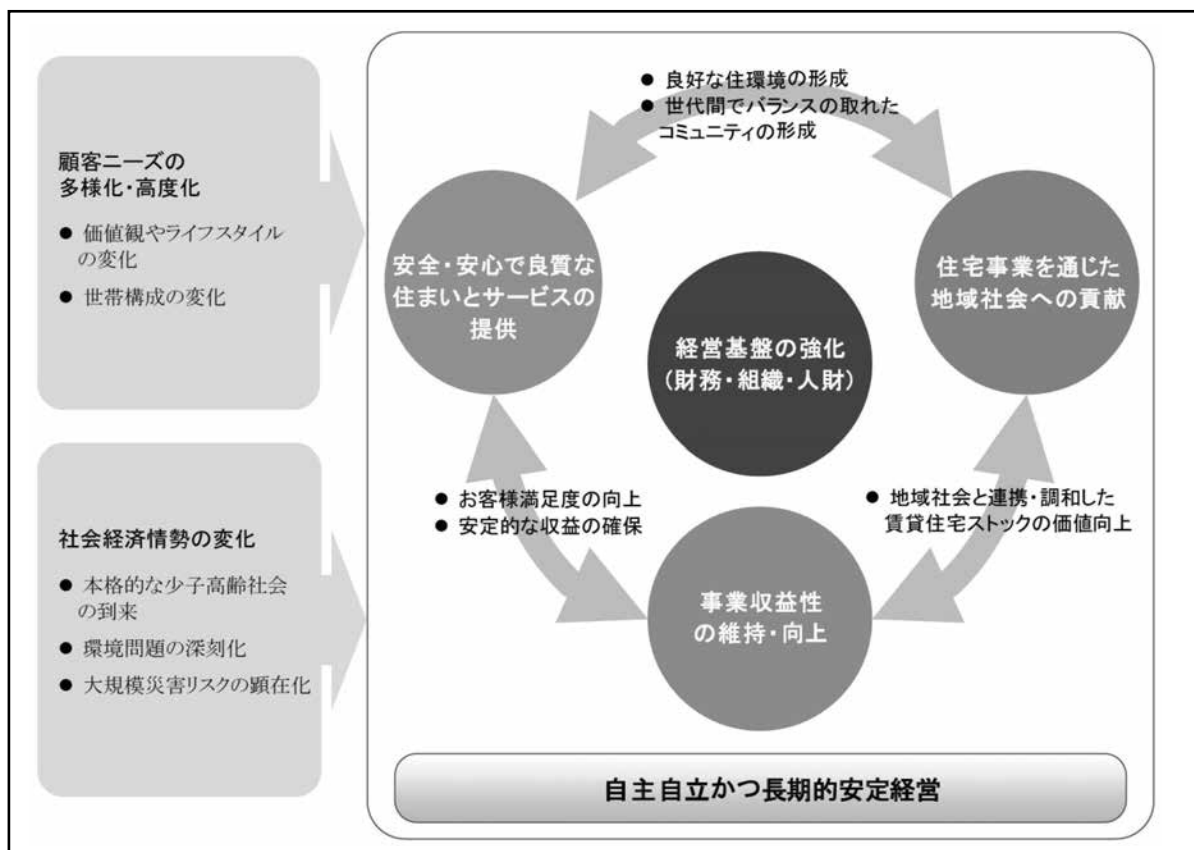 顧客ニーズの
多様化・高度化
● 価値観やライフスタイル
の変化
● 世帯構成の変化
社会経済情勢の変化
● 本格的な少子高齢社会
の到来
● 環境問題の深刻化
● 大規模災害リスクの顕在化
● 良好な住環境の形成
● 世代間でバランスの取れた
コミュニティの形成
安全・安心で良質な
住まいとサービスの
提供
住宅事業を通じた
地域社会への貢献
経営基盤の強化
(財務・組織・人財)
● お客様満足度の向上
● 安定的な収益の確保
● 地域社会と連携・調和した
賃貸住宅ストックの価値向上
事業収益性
の維持・向上
自主自立かつ長期的安定経営